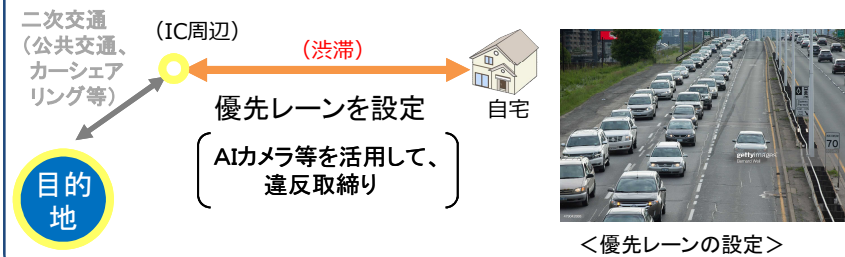 二次交通
（公共交通、
カーシェア
リング等）
（IC周辺）
（渋滞）
自宅
優先レーンを設定
AIカメラ等を活用して、
違反取締り
目的
地
gettyimages
70
＜優先レーンの設定＞